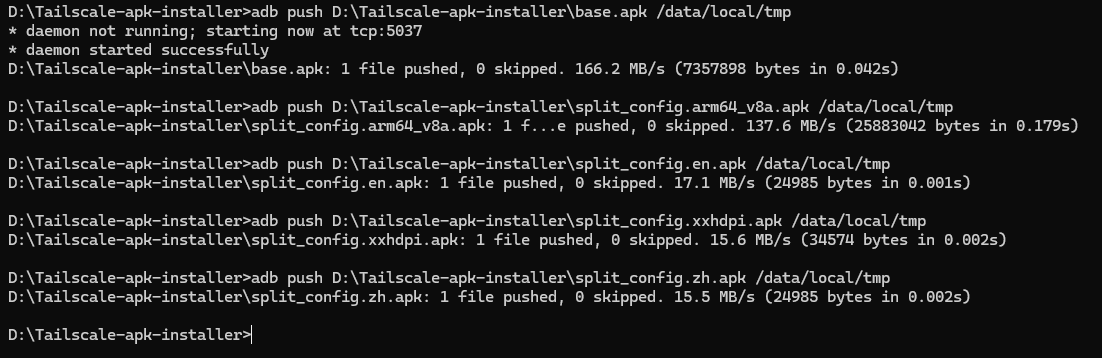 D:\Tailscale-apk-installer>adb push D:\Tailscale-apk-installer\base.apk /data/local/tmp
* daemon not running; starting now at tcp:5037
* daemon started successfully
D:\Tailscale-apk-installer\base.apk: 1 file pushed, 0 skipped. 166.2 MB/s (7357898 bytes in 0.042s)
D:\Tailscale-apk-installer>adb push D:\Tailscale-apk-installer\split_config.arm64_v8a.apk /data/local/tmp
D:\Tailscale-apk-installer\split_config.arm64_v8a.apk: 1 f...e pushed, 0 skipped. 137.6 MB/s (25883042 bytes in 0.179s)
D:\Tailscale-apk-installer>adb push D:\Tailscale-apk-installer\split_config.en.apk /data/local/tmp
D:\Tailscale-apk-installer\split_config.en.apk: 1 file pushed, 0 skipped. 17.1 MB/s (24985 bytes in 0.001s)
D:\Tailscale-apk-installer>adb push D:\Tailscale-apk-installer\split_config.xxhdpi.apk /data/local/tmp
D:\Tailscale-apk-installer\split_config.xxhdpi.apk: 1 file pushed, 0 skipped. 15.6 MB/s (34574 bytes in 0.002s)
D:\Tailscale-apk-installer>adb push D:\Tailscale-apk-installer\split_config.zh.apk /data/local/tmp
D:\Tailscale-apk-installer\split_config.zh.apk: 1 file pushed, 0 skipped. 15.5 MB/s (24985 bytes in 0.002s)
D:\Tailscale-apk-installer>